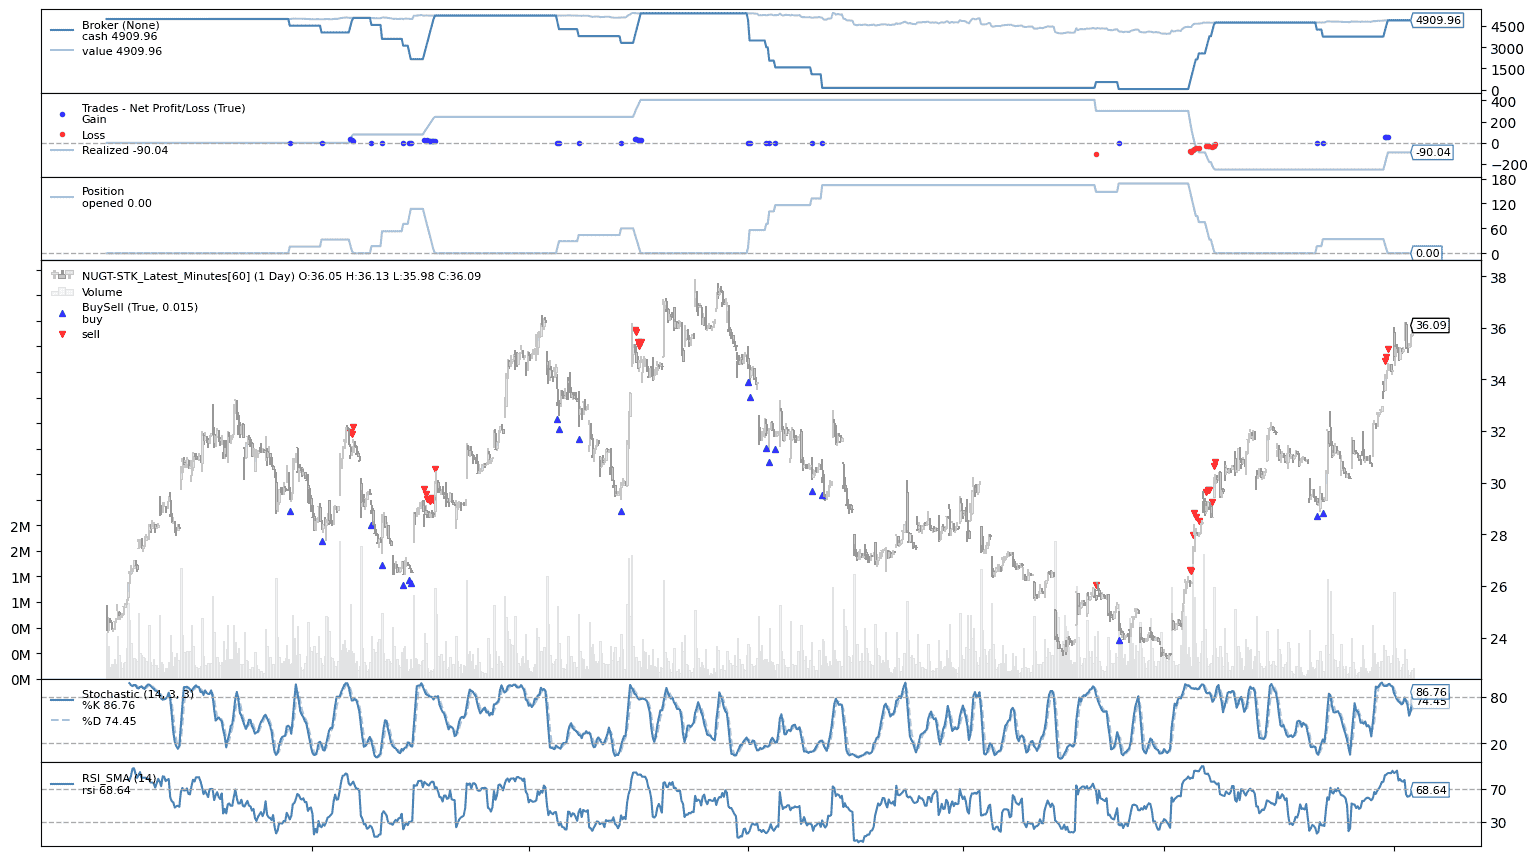 Broker (None)
cash 4909.96
value 4909.96
4909.96
4500
3000
1500
0
Trades - Net Profit/Loss (True)
Gain
Loss
Realized -90.04
400
200
0
-90.04
−200
Position
opened 0.00
180
120
60
0
0.00
NUGT-STK_Latest_Minutes[60] (1 Day) O:36.05 H:36.13 L:35.98 C:36.09
Volume
BuySell (True, 0.015)
buy
sell
38
36.09
36
34
32
30
28
26
24
2M
2M
1M
1M
0M
0M
0M
Stochastic (14, 3, 3)
%K 86.76
%D 74.45
86.76
74.45
80
20
RSI_SMA (14)
rsi 68.64
68.64
70
30